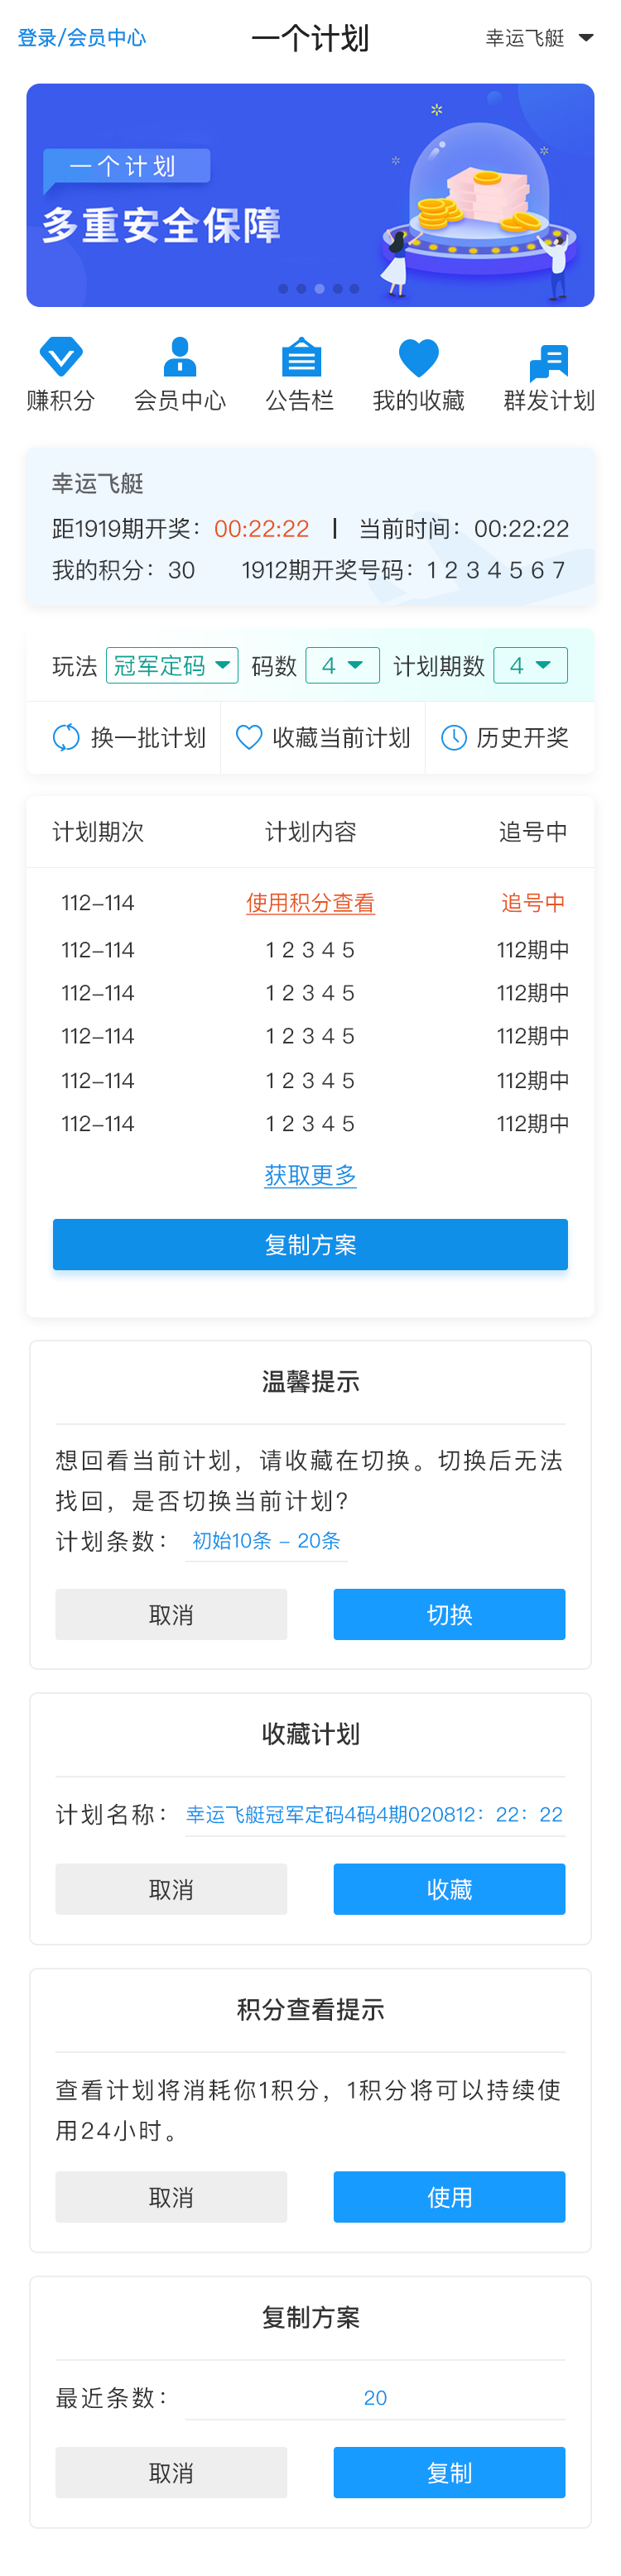 登录/会员中心 一个计划 幸运飞艇
一个计划
多重安全保障
赚积分 会员中心 公告栏 我的收藏 群发计划
幸运飞艇
距1919期开奖：00:22:22 | 当前时间：00:22:22
我的积分：30 1912期开奖号码：1 2 3 4 5 6 7
玩法 冠军定码 码数 4 计划期数 4
换一批计划 收藏当前计划 历史开奖
计划期次 计划内容 追号中
112-114 使用积分查看 追号中
112-114 1 2 3 4 5 112期中
112-114 1 2 3 4 5 112期中
112-114 1 2 3 4 5 112期中
112-114 1 2 3 4 5 112期中
112-114 1 2 3 4 5 112期中
获取更多
复制方案
温馨提示
想回看当前计划，请收藏在切换。切换后无法
找回，是否切换当前计划？
计划条数： 初始10条 - 20条
取消 切换
收藏计划
计划名称： 幸运飞艇冠军定码4码4期020812：22：22
取消 收藏
积分查看提示
查看计划将消耗你1积分，1积分将可以持续使
用24小时。
取消 使用
复制方案
最近条数： 20
取消 复制